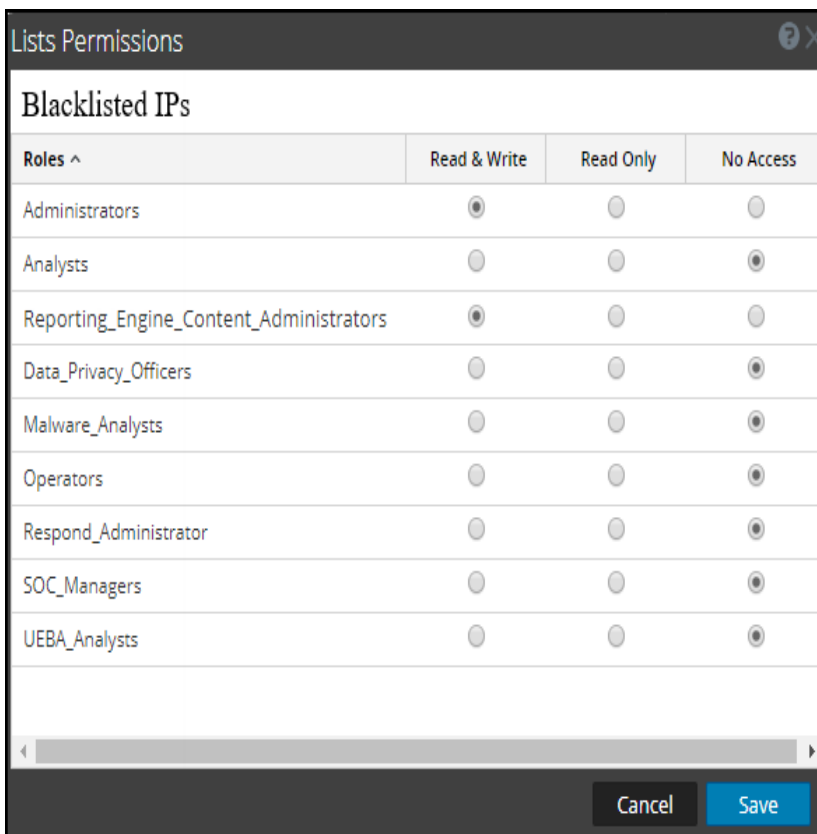 Lists Permissions
Blacklisted IPs
Roles Read & Write Read Only No Access
Administrators
Analysts
Reporting_Engine_Content_Administrators
Data_Privacy_Officers
Malware_Analysts
Operators
Respond_Administrator
SOC_Managers
UEBA_Analysts
Cancel Save